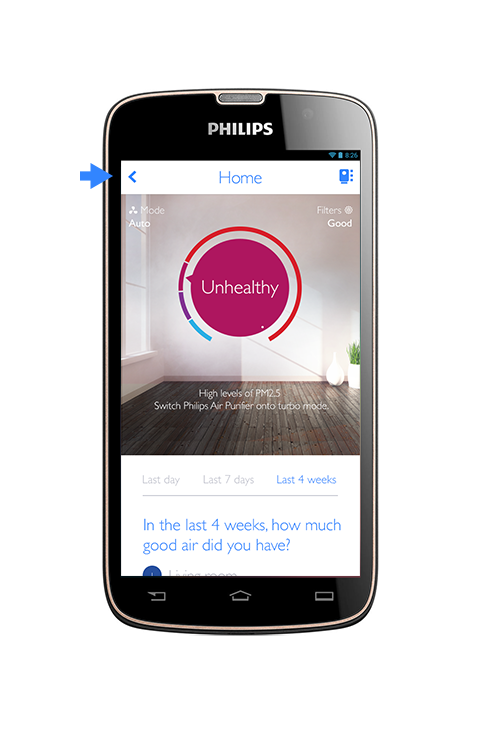 PHILIPS
8:26
Home
Mode
Auto
Filters
Good
Unhealthy
High levels of PM2.5
Switch Philips Air Purifier onto turbo mode.
Last day Last 7 days Last 4 weeks
In the last 4 weeks, how much
good air did you have?
Living room